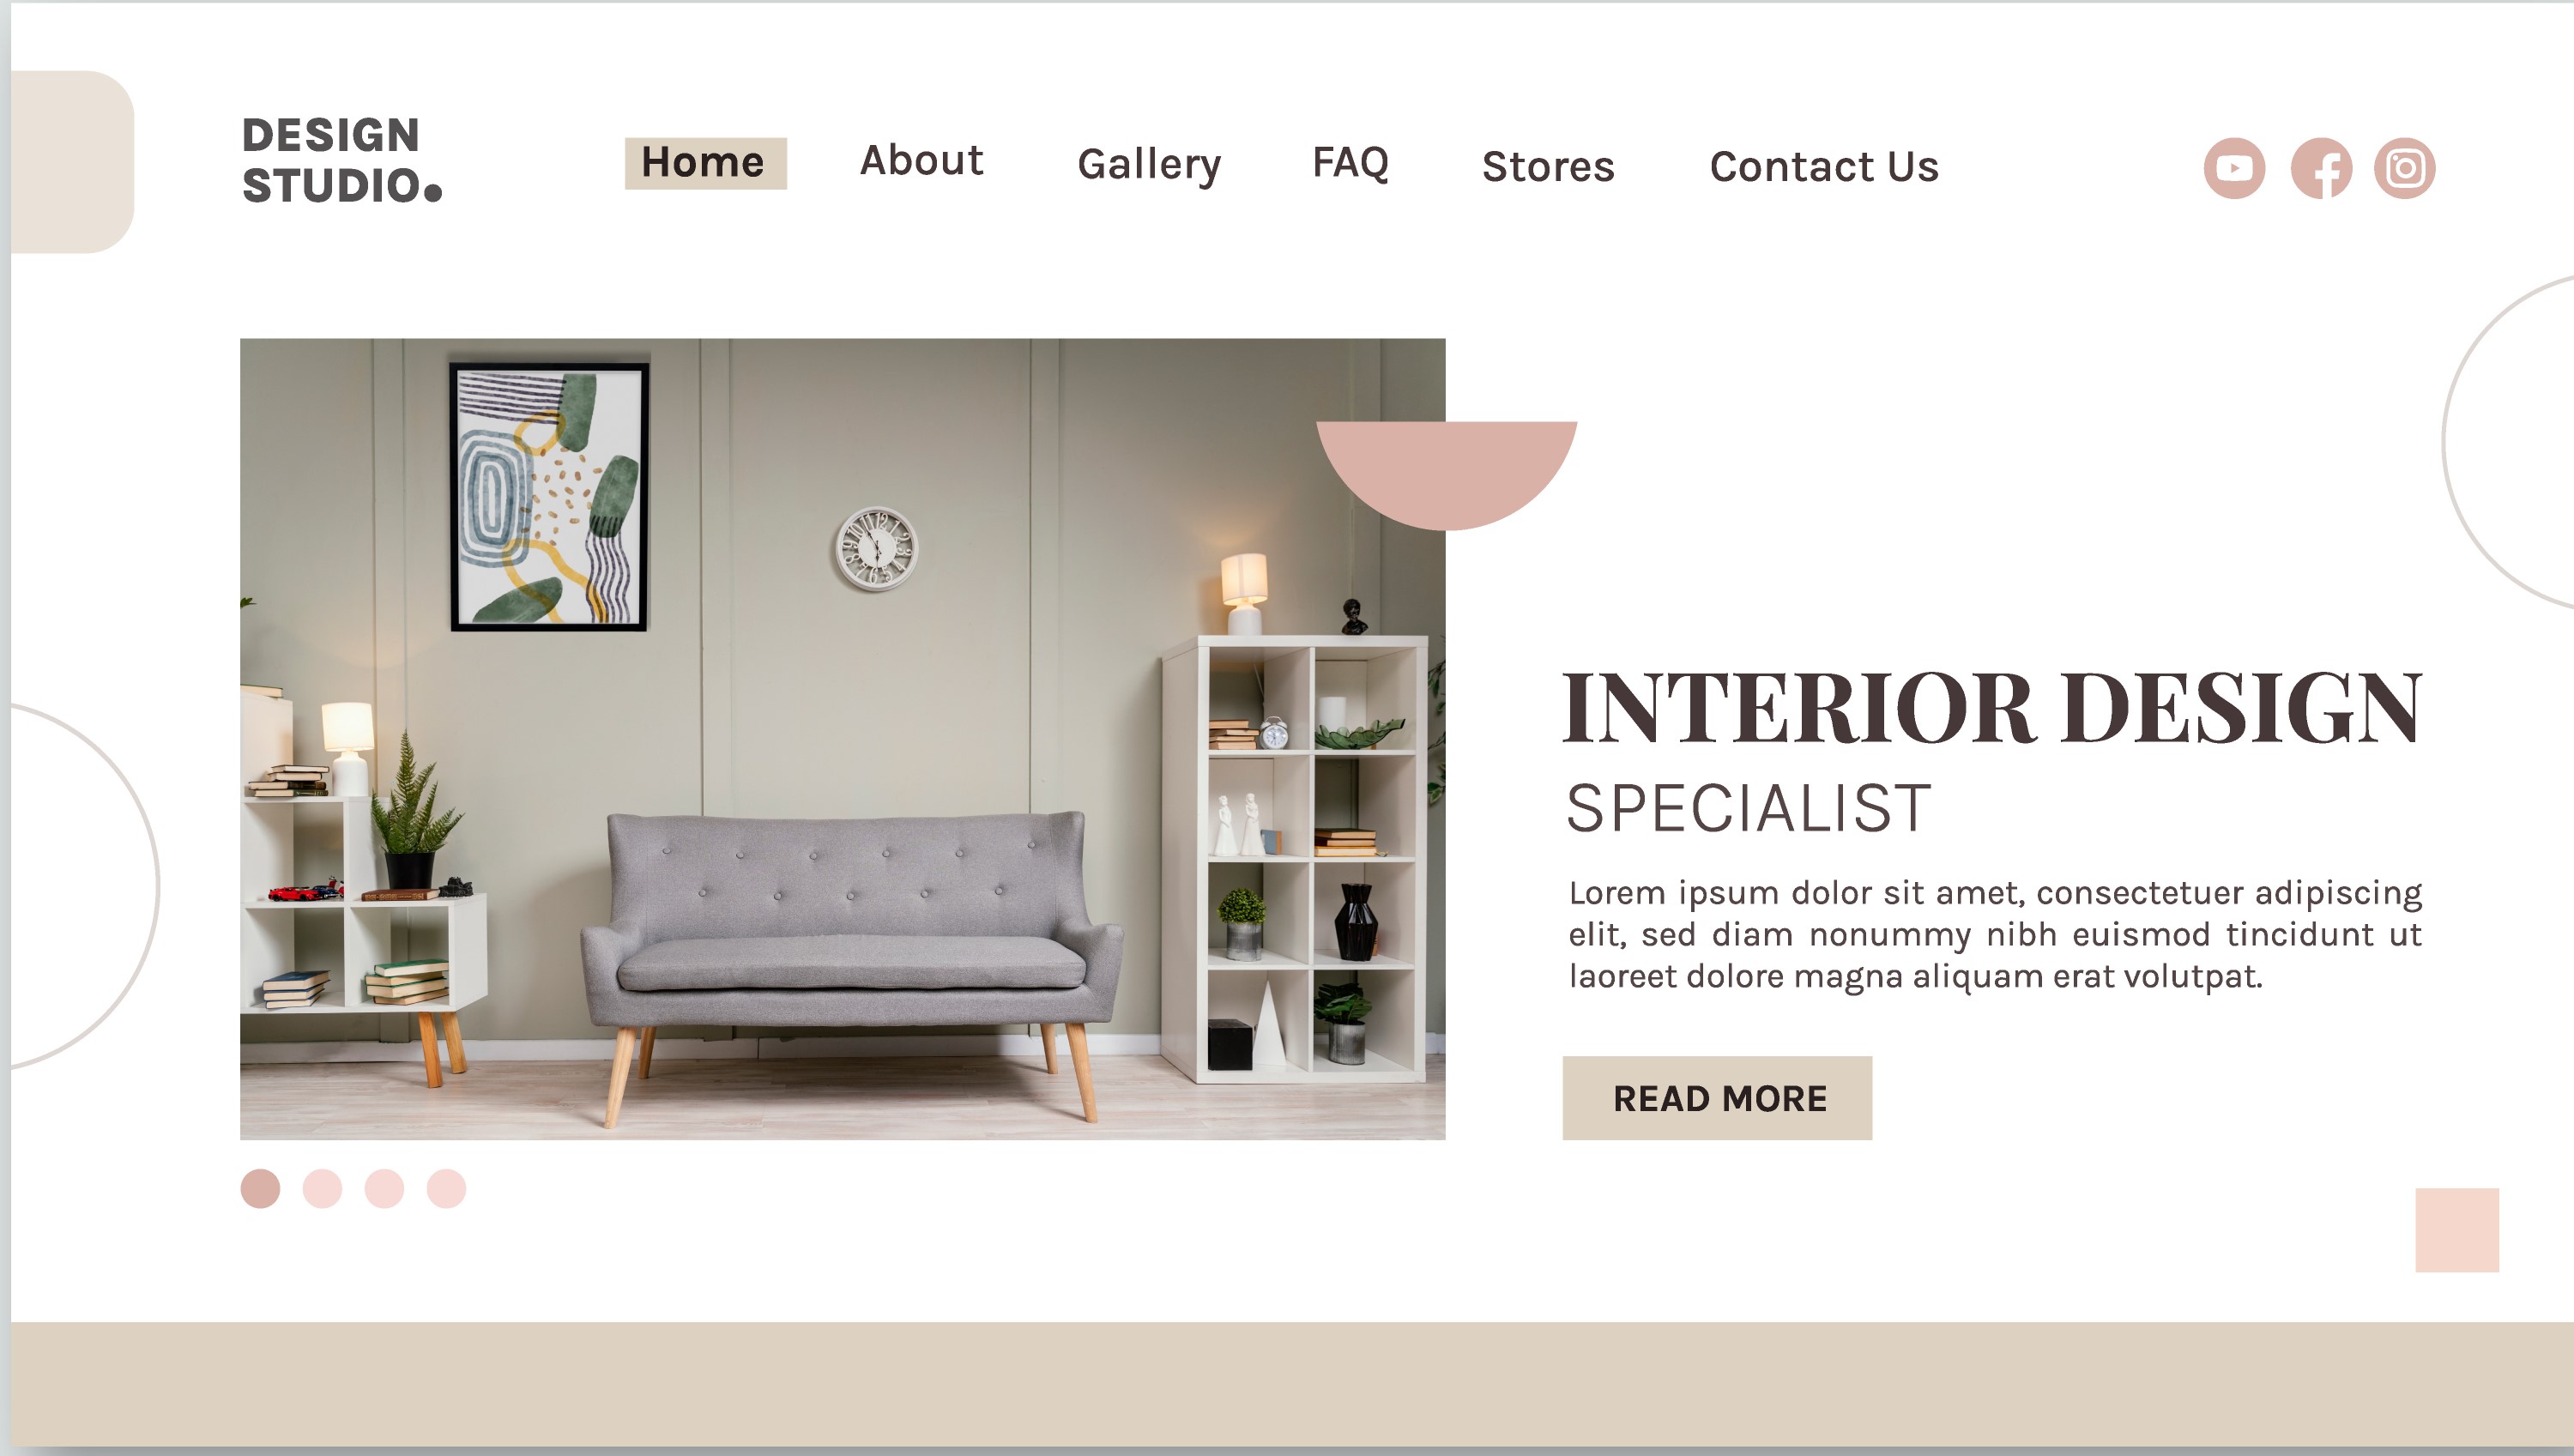 DESIGN
STUDIO.
Home About Gallery FAQ Stores Contact Us
INTERIOR DESIGN
SPECIALIST
Lorem ipsum dolor sit amet, consectetuer adipiscing
elit, sed diam nonummy nibh euismod tincidunt ut
laoreet dolore magna aliquam erat volutpat.
READ MORE